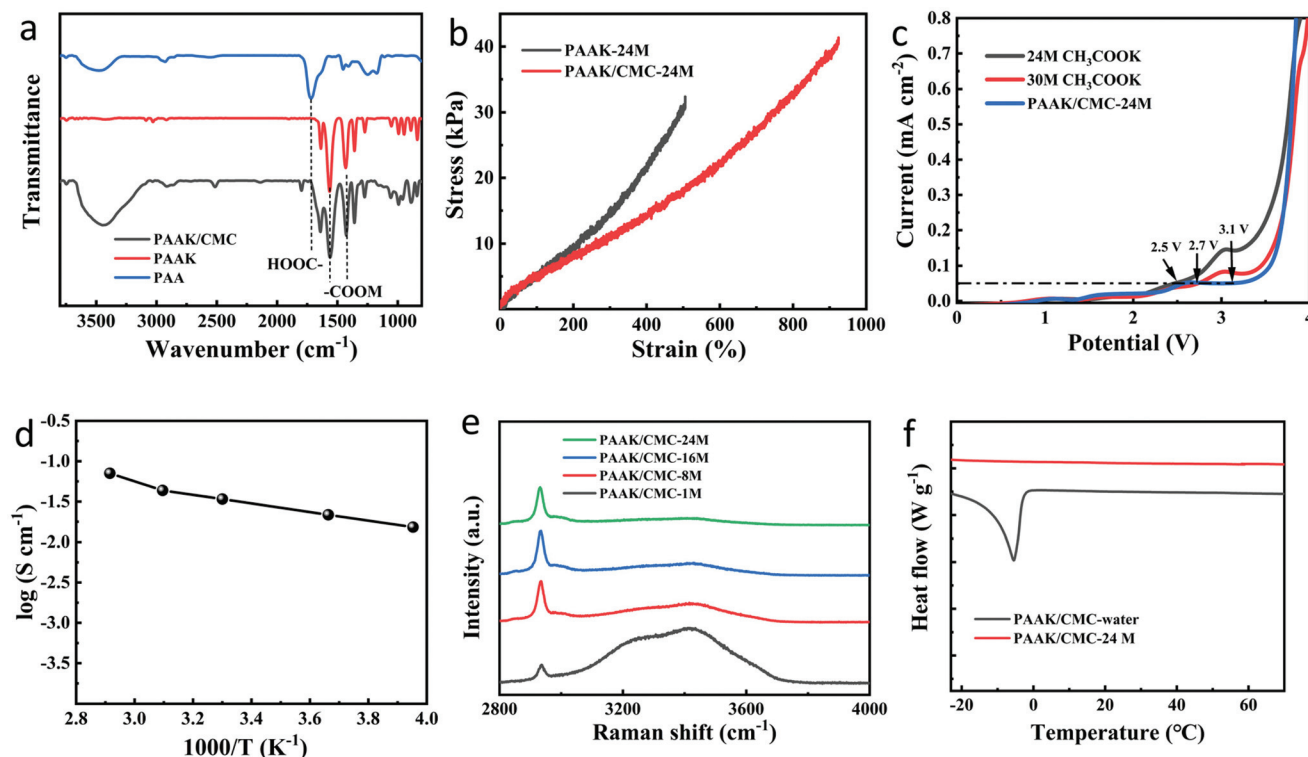 a
Transmittance
PAAK/CMC
PAAK
PAA
HOOC-
-COOM
3500 3000 2500 2000 1500 1000
Wavenumber (cm⁻¹)
b
PAAK-24M
PAAK/CMC-24M
Stress (kPa)
40
30
20
10
0 200 400 600 800 1000
Strain (%)
c
24M CH₃COOK
30M CH₃COOK
PAAK/CMC-24M
Current (mA cm⁻²)
0.8
0.7
0.6
0.5
0.4
0.3
0.2
0.1
0.0
2.5 V
2.7 V
3.1 V
0 1 2 3 4
Potential (V)
d
log (S cm⁻¹)
-0.5
-1.0
-1.5
-2.0
-2.5
-3.0
-3.5
2.8 3.0 3.2 3.4 3.6 3.8 4.0
1000/T (K⁻¹)
e
PAAK/CMC-24M
PAAK/CMC-16M
PAAK/CMC-8M
PAAK/CMC-1M
Intensity (a.u.)
2800 3200 3600 4000
Raman shift (cm⁻¹)
f
Heat flow (W g⁻¹)
PAAK/CMC-water
PAAK/CMC-24 M
-20 0 20 40 60
Temperature (°C)